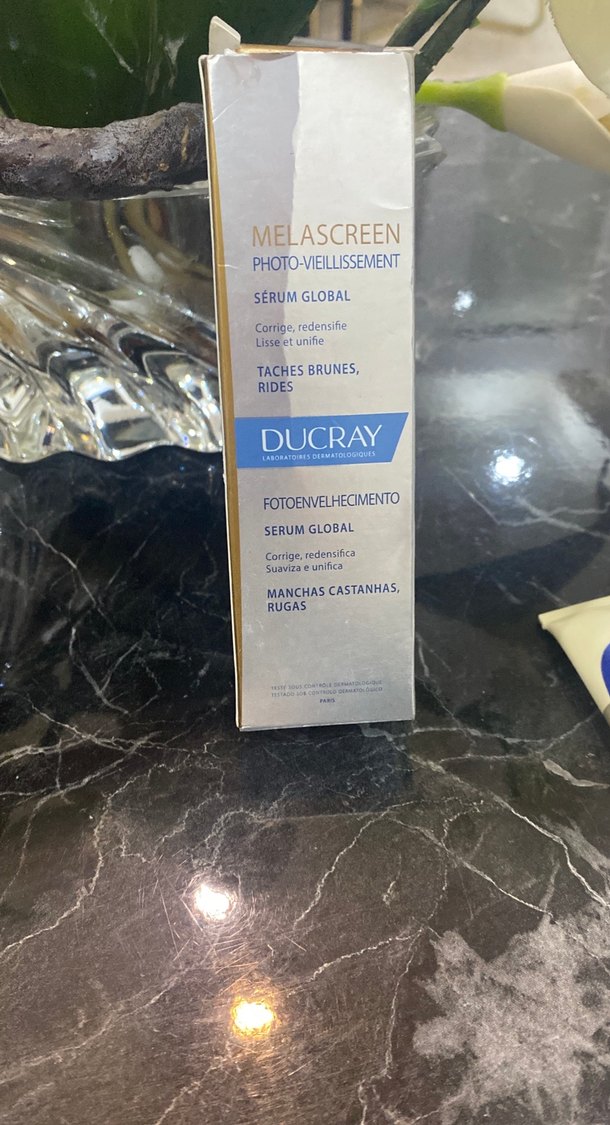 MELASCREEN
PHOTO-VIEILLISSEMENT
SÉRUM GLOBAL
Corrige, redensifie
Lisse et unifie
TACHES BRUNES,
RIDES
DUCRAY
LABORATOIRES DERMATOLOGIQUES
FOTOENVELHECIMENTO
SERUM GLOBAL
Corrige, redensifica
Suaviza e unifica
MANCHAS CASTANHAS,
RUGAS
TESTÉ SOUS CONTRÔLE DERMATOLOGIQUE
TESTADO SOB CONTROLO DERMATOLÓGICO
PARIS